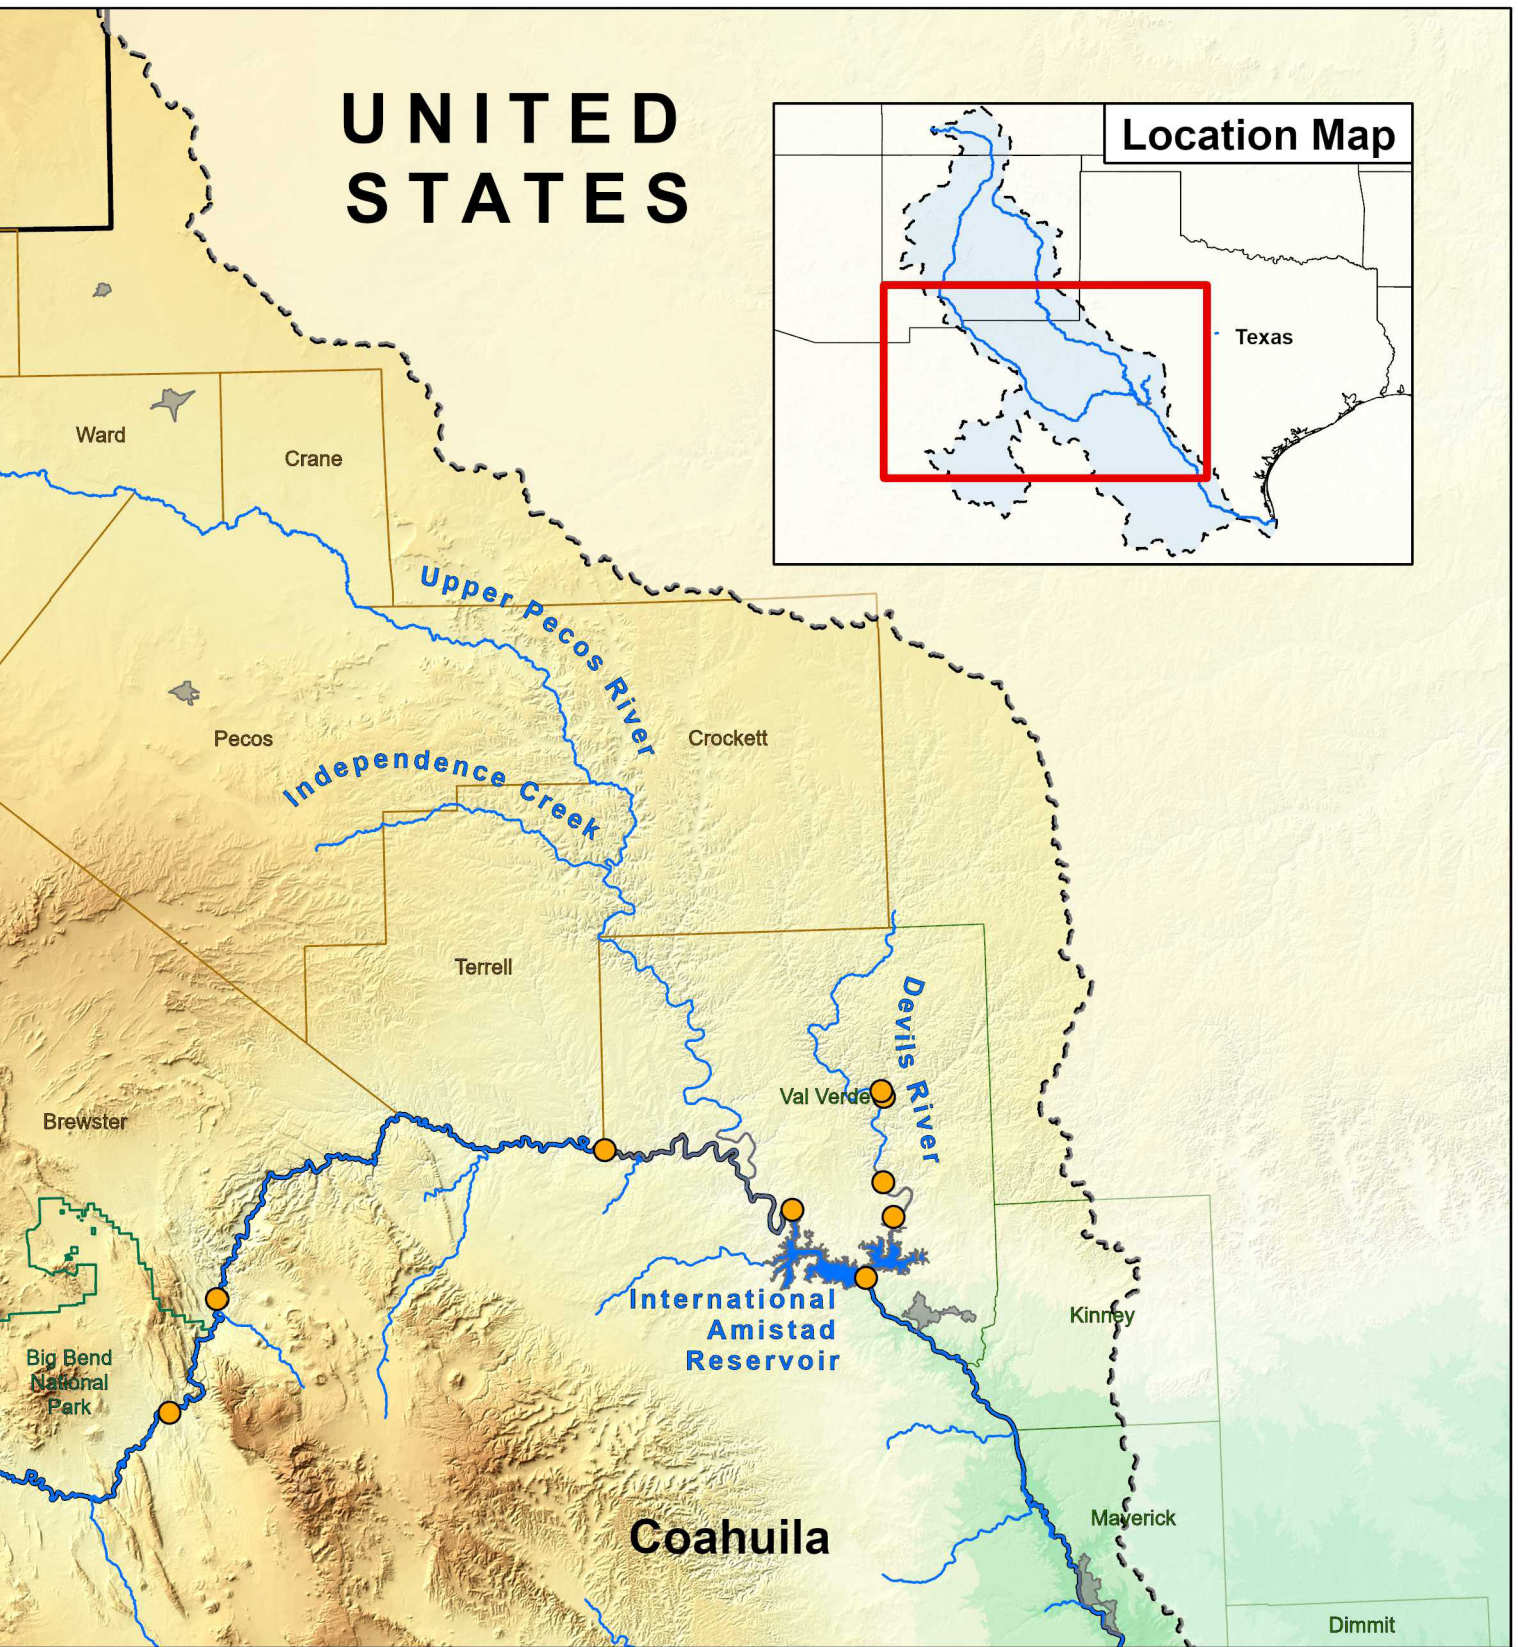 UNITED
STATES
Location Map
Texas
Ward
Crane
Upper Pecos River
Pecos
Crockett
Independence Creek
Terrell
Devils River
Val Verde
Brewster
International
Amistad
Reservoir
Kinney
Big Bend
National
Park
Coahuila
Maverick
Dimmit